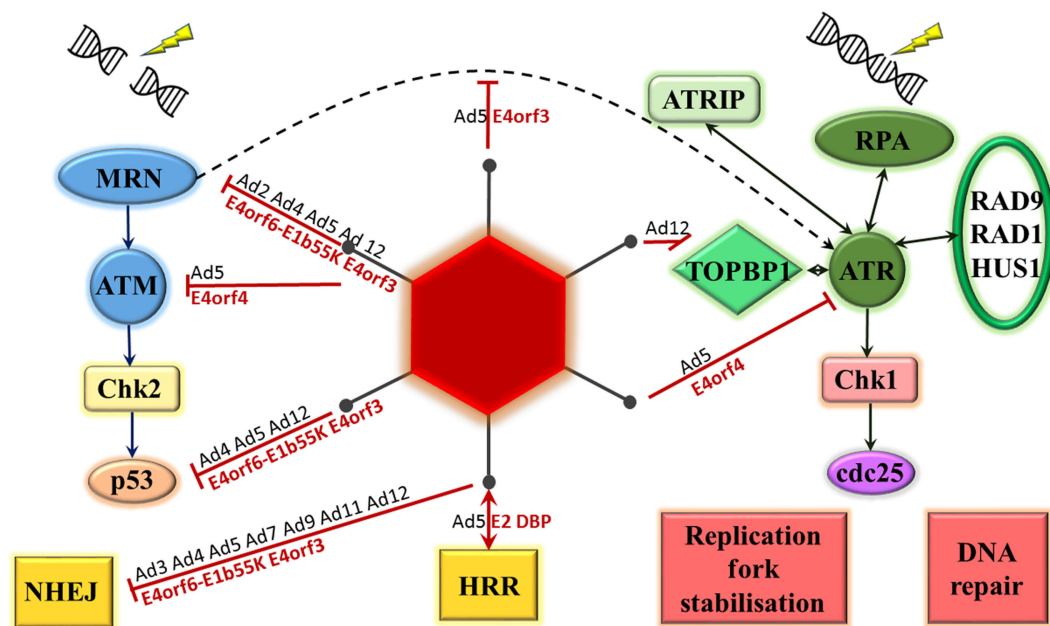 ATRIP
Ad5 E4orf3
RPA
MRN
Ad2 Ad4 Ad5 Ad 12
E4orf6-E1b55K E4orf3
RAD9
RAD1
HUS1
Ad12
TOPBP1
ATR
ATM
Ad5
E4orf4
Ad5
E4orf4
Chk2
Chk1
Ad4 Ad5 Ad12
E4orf6-E1b55K E4orf3
p53
cdc25
Ad3 Ad4 Ad5 Ad7 Ad9 Ad11 Ad12
E4orf6-E1b55K E4orf3
Ad5 E2 DBP
NHEJ
HRR
Replication
fork
stabilisation
DNA
repair